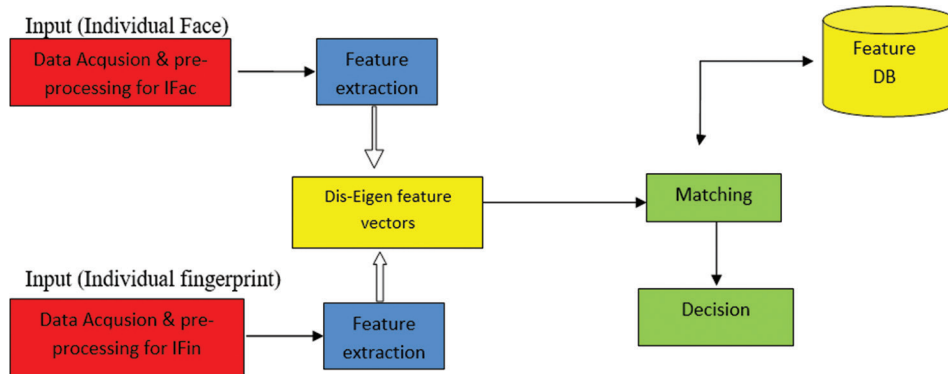 Input (Individual Face)
Data Acqusion & pre-
processing for IFac
Feature
extraction
Feature
DB
Dis-Eigen feature
vectors
Matching
Input (Individual fingerprint)
Data Acqusion & pre-
processing for IFin
Feature
extraction
Decision